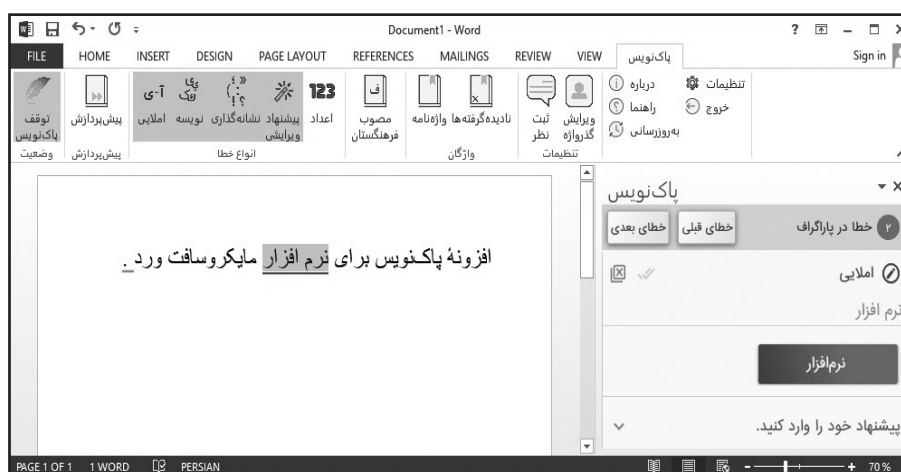 Document1 - Word
FILE HOME INSERT DESIGN PAGE LAYOUT REFERENCES MAILINGS REVIEW VIEW پاک‌نویس Sign in
توقف پاک‌نویس
وضعیت
پیش‌پردازش
پیش‌پردازش
آ-ی املایی
نویسه
نشانه‌گذاری
پیشنهاد ویرایشی
123 اعداد
انواع خطا
ف مصوب فرهنگستان
واژه‌نامه
نادیده‌گرفته‌ها
واژگان
ثبت نظر
ویرایش گذرواژه
تنظیمات
درباره
راهنما
به‌روزرسانی
تنظیمات
خروج
افزونهٔ پاک‌نویس برای نرم افزار مایکروسافت ورد .
پاک‌نویس
۲ خطا در پاراگراف
خطای قبلی
خطای بعدی
املایی
نرم افزار
نرم‌افزار
پیشنهاد خود را وارد کنید.
PAGE 1 OF 1 1 WORD PERSIAN 70%